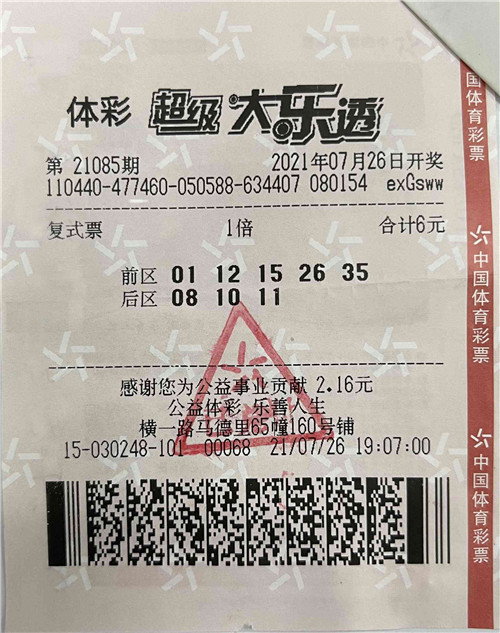 体彩 超级大乐透
第 21085期 2021年07月26日开奖
110440-477460-050588-634407 080154 exGsww
复式票 1倍 合计6元
前区 01 12 15 26 35
后区 08 10 11
感谢您为公益事业贡献 2.16元
公益体彩 乐善人生
横一路马德里65幢160号铺
15-030248-101 00068 21/07/26 19:07:00
国体育彩票
中国体育彩票
中国体育彩票